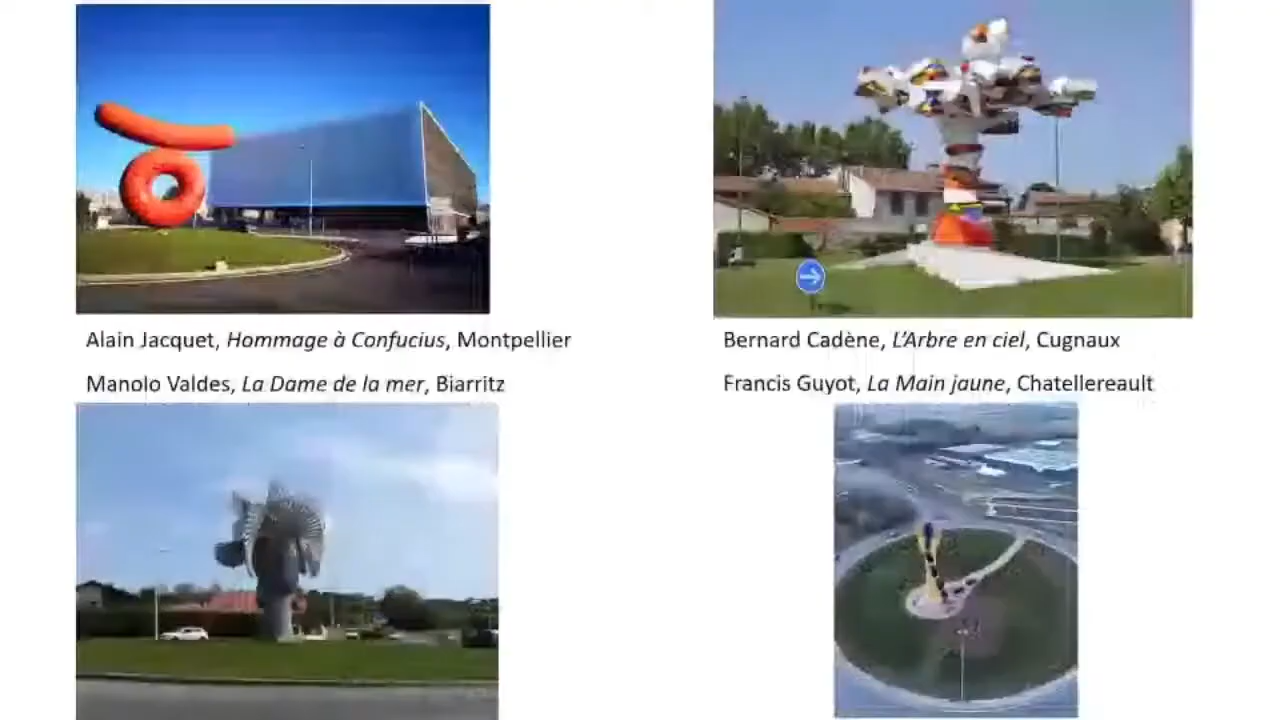 Alain Jacquet, Hommage à Confucius, Montpellier
Bernard Cadène, L'Arbre en ciel, Cugnaux
Manolo Valdes, La Dame de la mer, Biarritz
Francis Guyot, La Main jaune, Chatellereault